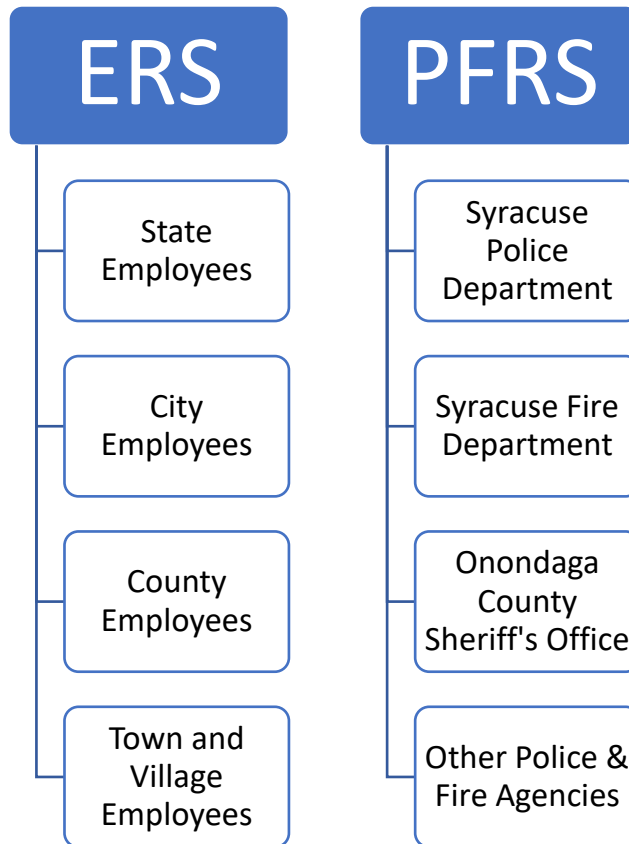 ERS
State
Employees
City
Employees
County
Employees
Town and
Village
Employees
PFRS
Syracuse
Police
Department
Syracuse Fire
Department
Onondaga
County
Sheriff's Office
Other Police &
Fire Agencies